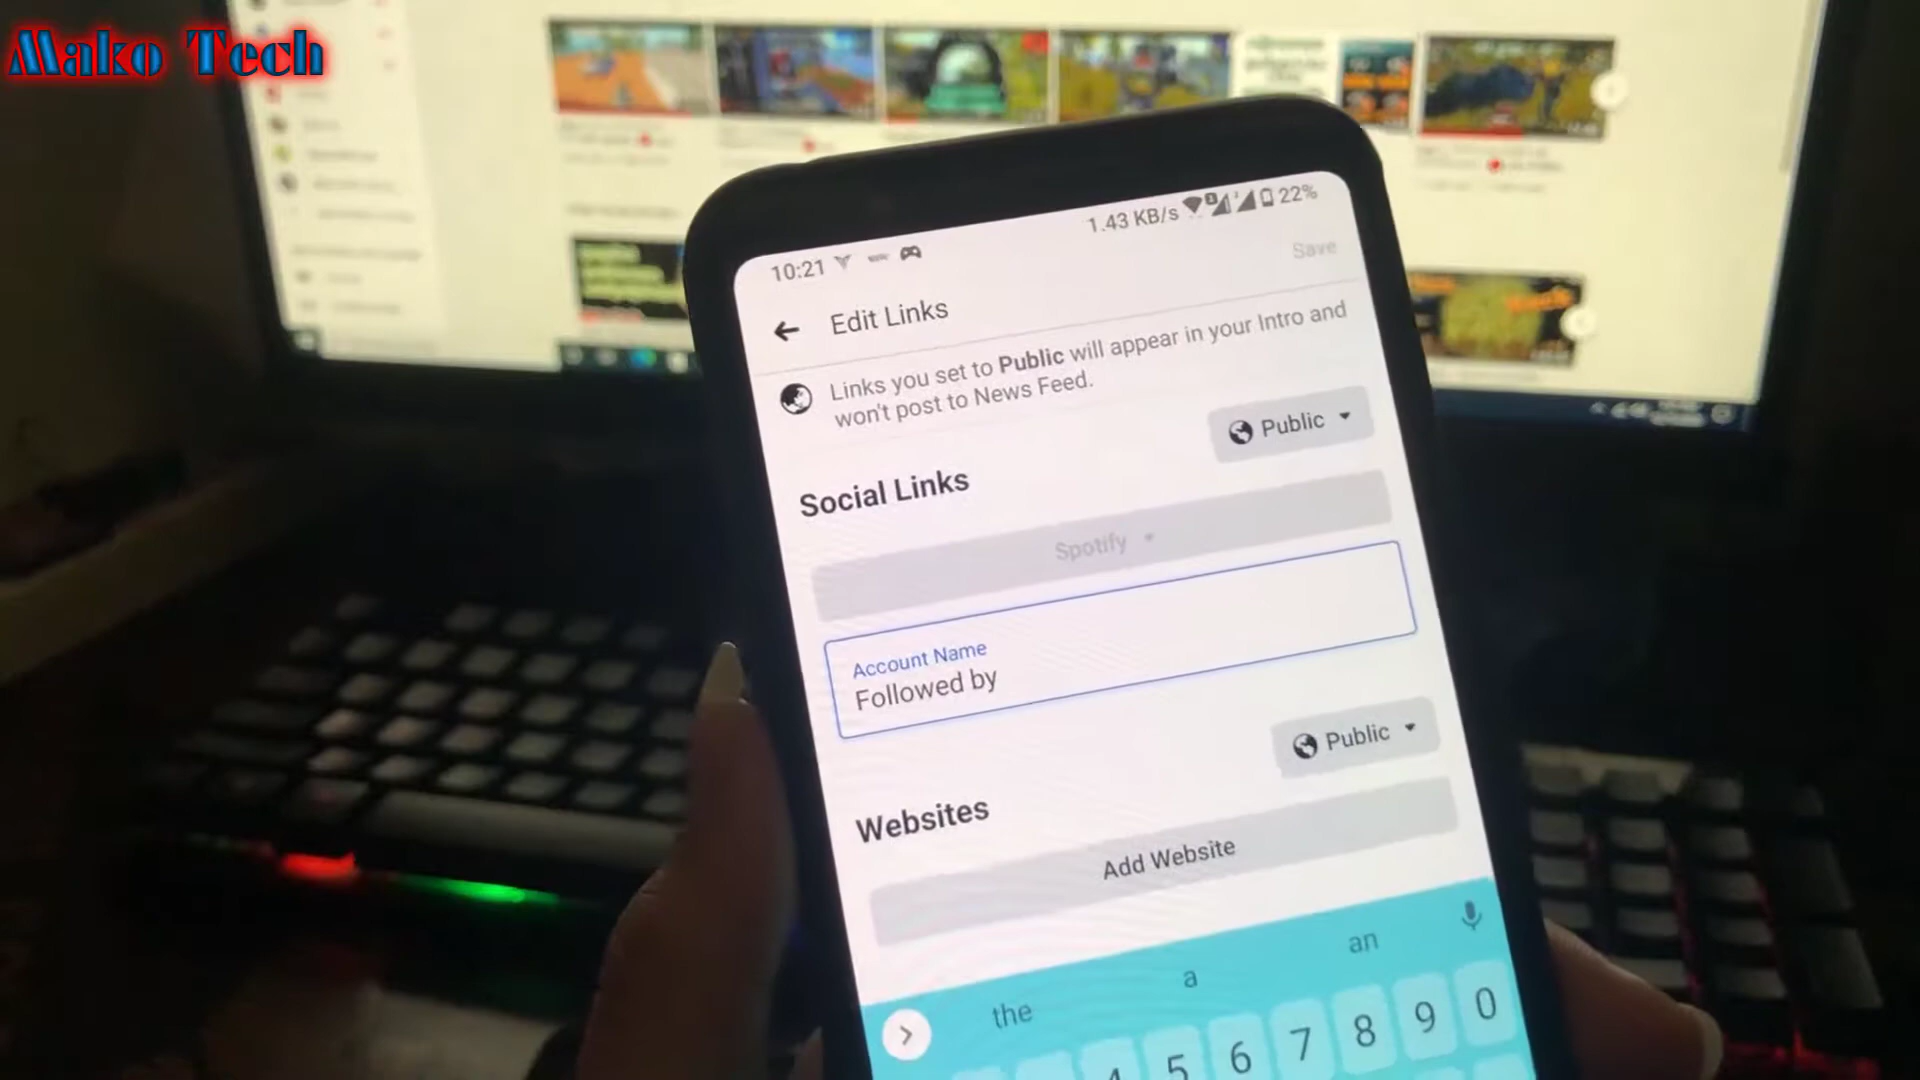 Mako Tech
10:21
1.43 KB/s
22%
Save
Edit Links
Links you set to Public will appear in your Intro and
won't post to News Feed.
Public
Social Links
Spotify
Account Name
Followed by
Public
Websites
Add Website
the
a
an
4 5 6 7 8 9 0